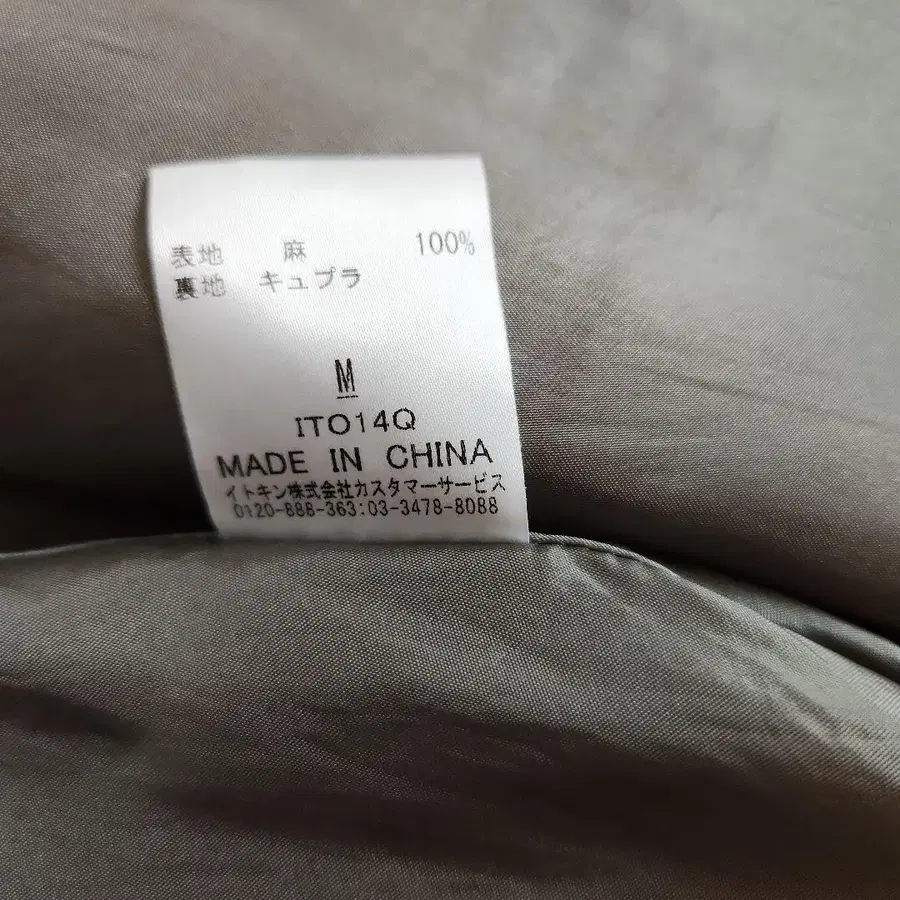 表地 麻 100%
裏地 キュプラ
M
ITO14Q
MADE IN CHINA
イトキン株式会社カスタマーサービス
0120-888-363:03-3478-8088